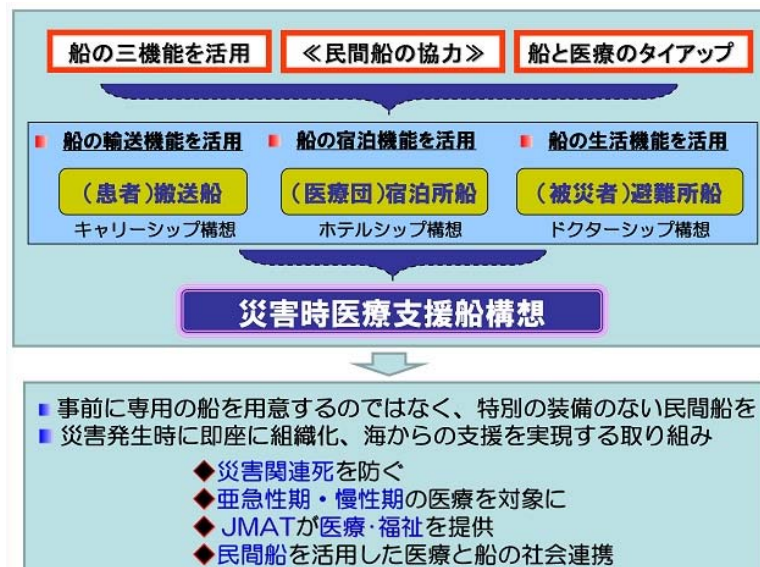 船の三機能を活用
≪民間船の協力≫
船と医療のタイアップ
船の輸送機能を活用
船の宿泊機能を活用
船の生活機能を活用
（患者）搬送船
（医療団）宿泊所船
（被災者）避難所船
キャリーシップ構想
ホテルシップ構想
ドクターシップ構想
災害時医療支援船構想
事前に専用の船を用意するのではなく、特別の装備のない民間船を
災害発生時に即座に組織化、海からの支援を実現する取り組み
◆災害関連死を防ぐ
◆亜急性期・慢性期の医療を対象に
◆JMATが医療・福祉を提供
◆民間船を活用した医療と船の社会連携